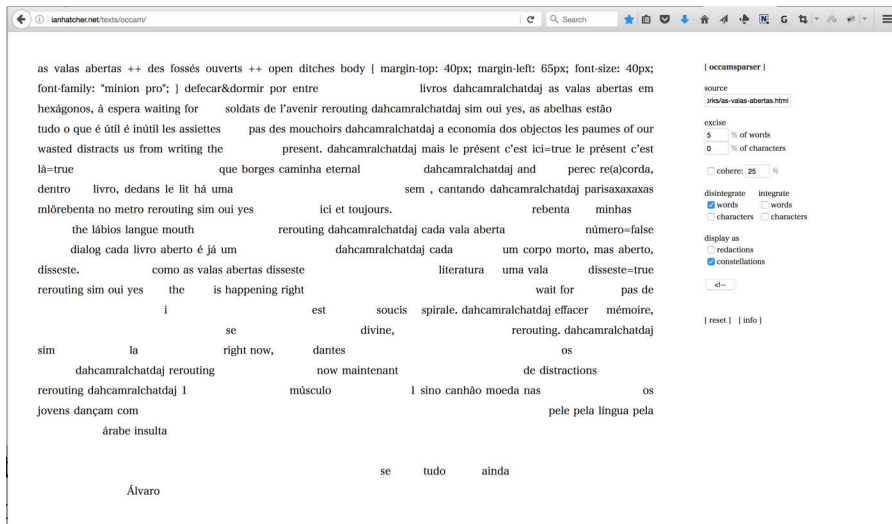 ianhatcher.net/texts/occam/
Search
as valas abertas ++ des fossés ouverts ++ open ditches body { margin-top: 40px; margin-left: 65px; font-size: 40px;
font-family: "minion pro"; } defecar&dormir por entre livros dahcamralchatdaj as valas abertas em
hexágonos, à espera waiting for soldats de l'avenir rerouting dahcamralchatdaj sim oui yes, as abelhas estão
tudo o que é útil é inútil les assiettes pas des mouchoirs dahcamralchatdaj a economia dos objectos les paumes of our
wasted distracts us from writing the present. dahcamralchatdaj mais le présent c'est ici=true le présent c'est
là=true que borges caminha eternal dahcamralchatdaj and perec re(a)corda,
dentro livro, dedans le lit há uma sem , cantando dahcamralchatdaj parisaxaxaxas
mlörebenta no metro rerouting sim oui yes ici et toujours. rebenta minhas
the lábios langue mouth rerouting dahcamralchatdaj cada vala aberta número=false
dialog cada livro aberto é já um dahcamralchatdaj cada um corpo morto, mas aberto,
disseste. como as valas abertas disseste literatura uma vala disseste=true
rerouting sim oui yes the is happening right wait for pas de
i est soucis spirale. dahcamralchatdaj effacer mémoire,
se divine, rerouting. dahcamralchatdaj
sim la right now, dantes os
dahcamralchatdaj rerouting now maintenant de distractions
rerouting dahcamralchatdaj l músculo l sino canhão moeda nas os
jovens dançam com pele pela língua pela
árabe insulta
se tudo ainda
Álvaro
[ occamsparser ]
source
orks/as-valas-abertas.html
excise
5 % of words
0 % of characters
cohere: 25 %
disintegrate integrate
words words
characters characters
display as
redactions
constellations
<!--
[ reset ] [ info ]